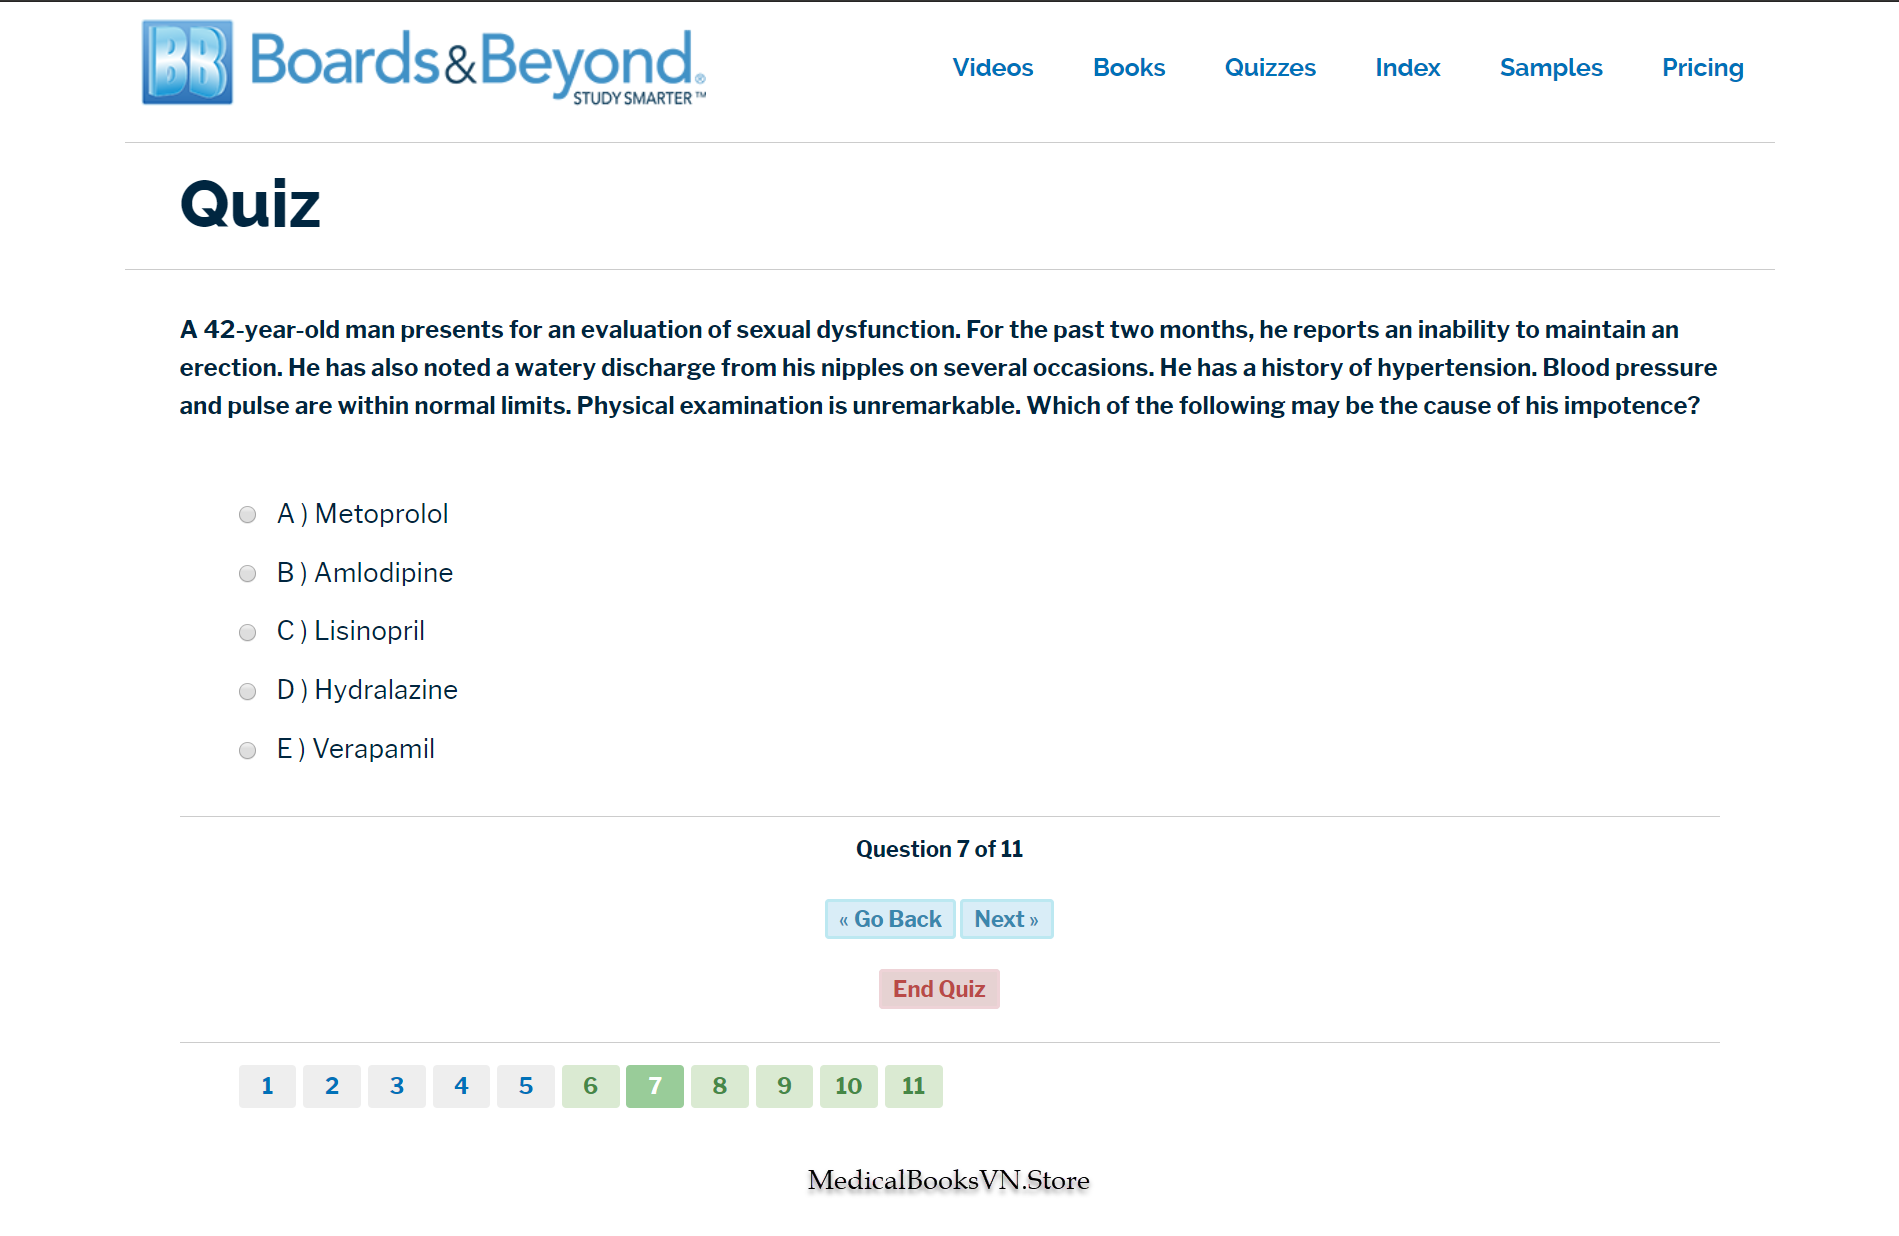 BB Boards&Beyond®
STUDY SMARTER™
Videos Books Quizzes Index Samples Pricing
Quiz
A 42-year-old man presents for an evaluation of sexual dysfunction. For the past two months, he reports an inability to maintain an
erection. He has also noted a watery discharge from his nipples on several occasions. He has a history of hypertension. Blood pressure
and pulse are within normal limits. Physical examination is unremarkable. Which of the following may be the cause of his impotence?
A ) Metoprolol
B ) Amlodipine
C ) Lisinopril
D ) Hydralazine
E ) Verapamil
Question 7 of 11
« Go Back Next »
End Quiz
1 2 3 4 5 6 7 8 9 10 11
MedicalBooksVN.Store